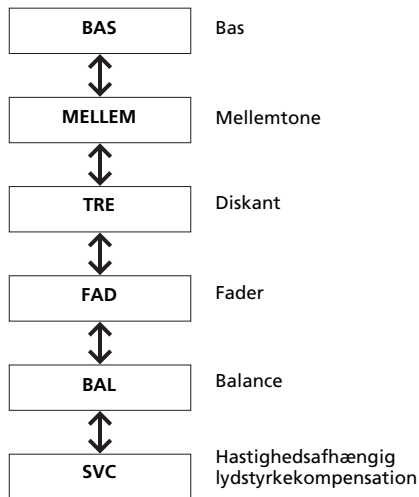 BAS Bas
MELLEM Mellemtone
TRE Diskant
FAD Fader
BAL Balance
SVC Hastighedsafhængig
lydstyrkekompensation